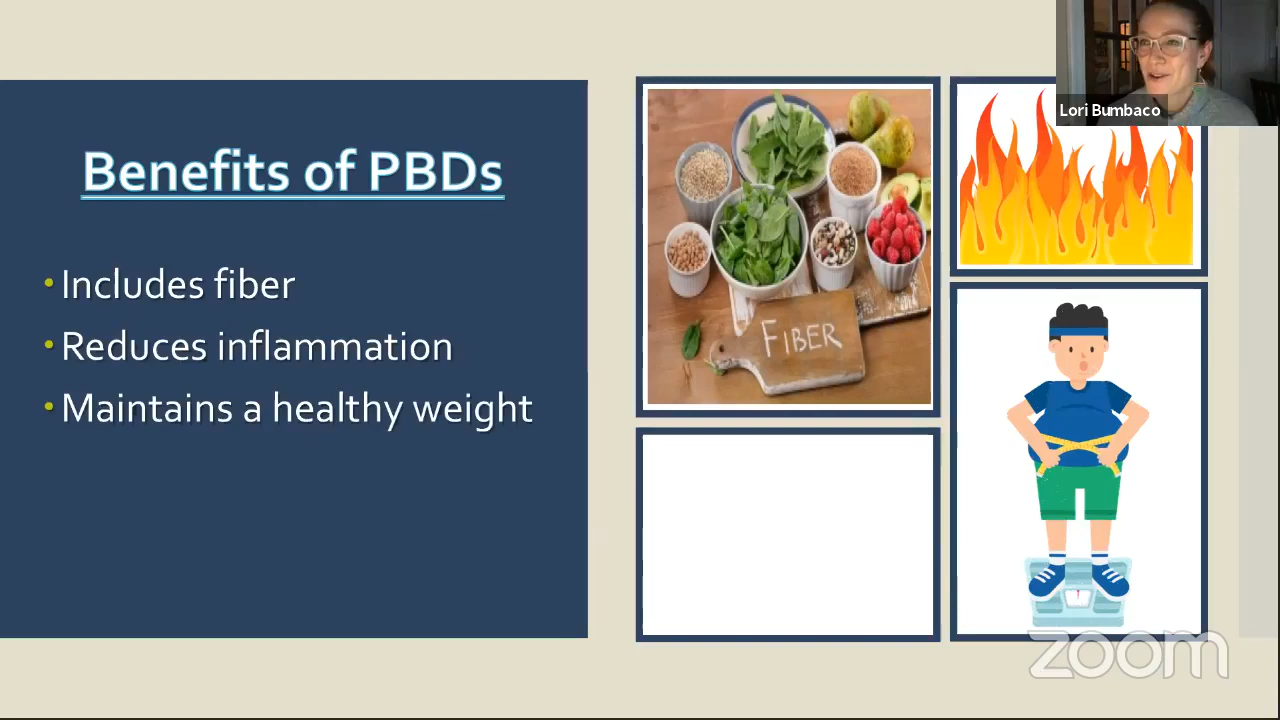 Lori Bumbaco
Benefits of PBDs
• Includes fiber
• Reduces inflammation
• Maintains a healthy weight
FIBER
zoom